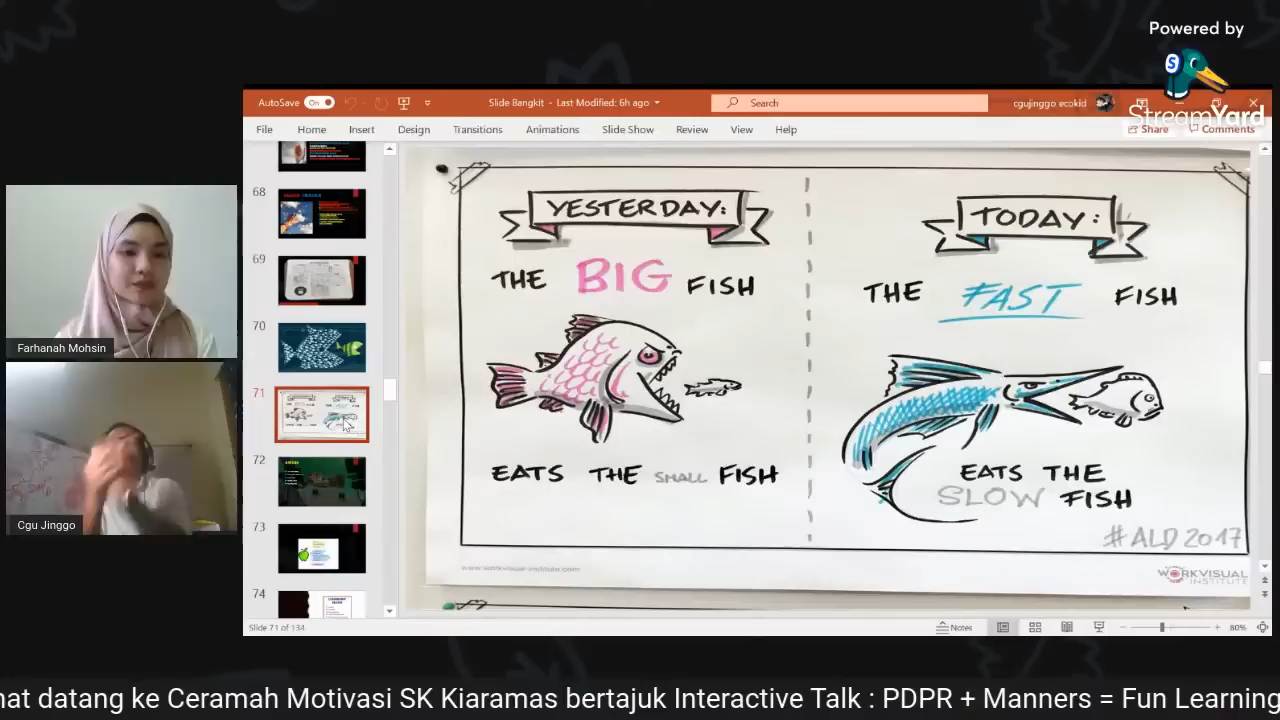 Powered by
StreamYard
AutoSave On
Slide Bangkit - Last Modified: 6h ago
Search
cgujinggo ecokid
File Home Insert Design Transitions Animations Slide Show Review View Help
Share Comments
68
69
70
71
72
73
74
YESTERDAY:
THE BIG FISH
EATS THE SMALL FISH
TODAY:
THE FAST FISH
EATS THE
SLOW FISH
#ALD 2017
www.workvisual-institute.com
WORKVISUAL
INSTITUTE
Farhanah Mohsin
Cgu Jinggo
Slide 71 of 134
Notes
80%
mat datang ke Ceramah Motivasi SK Kiaramas bertajuk Interactive Talk : PDPR + Manners = Fun Learning